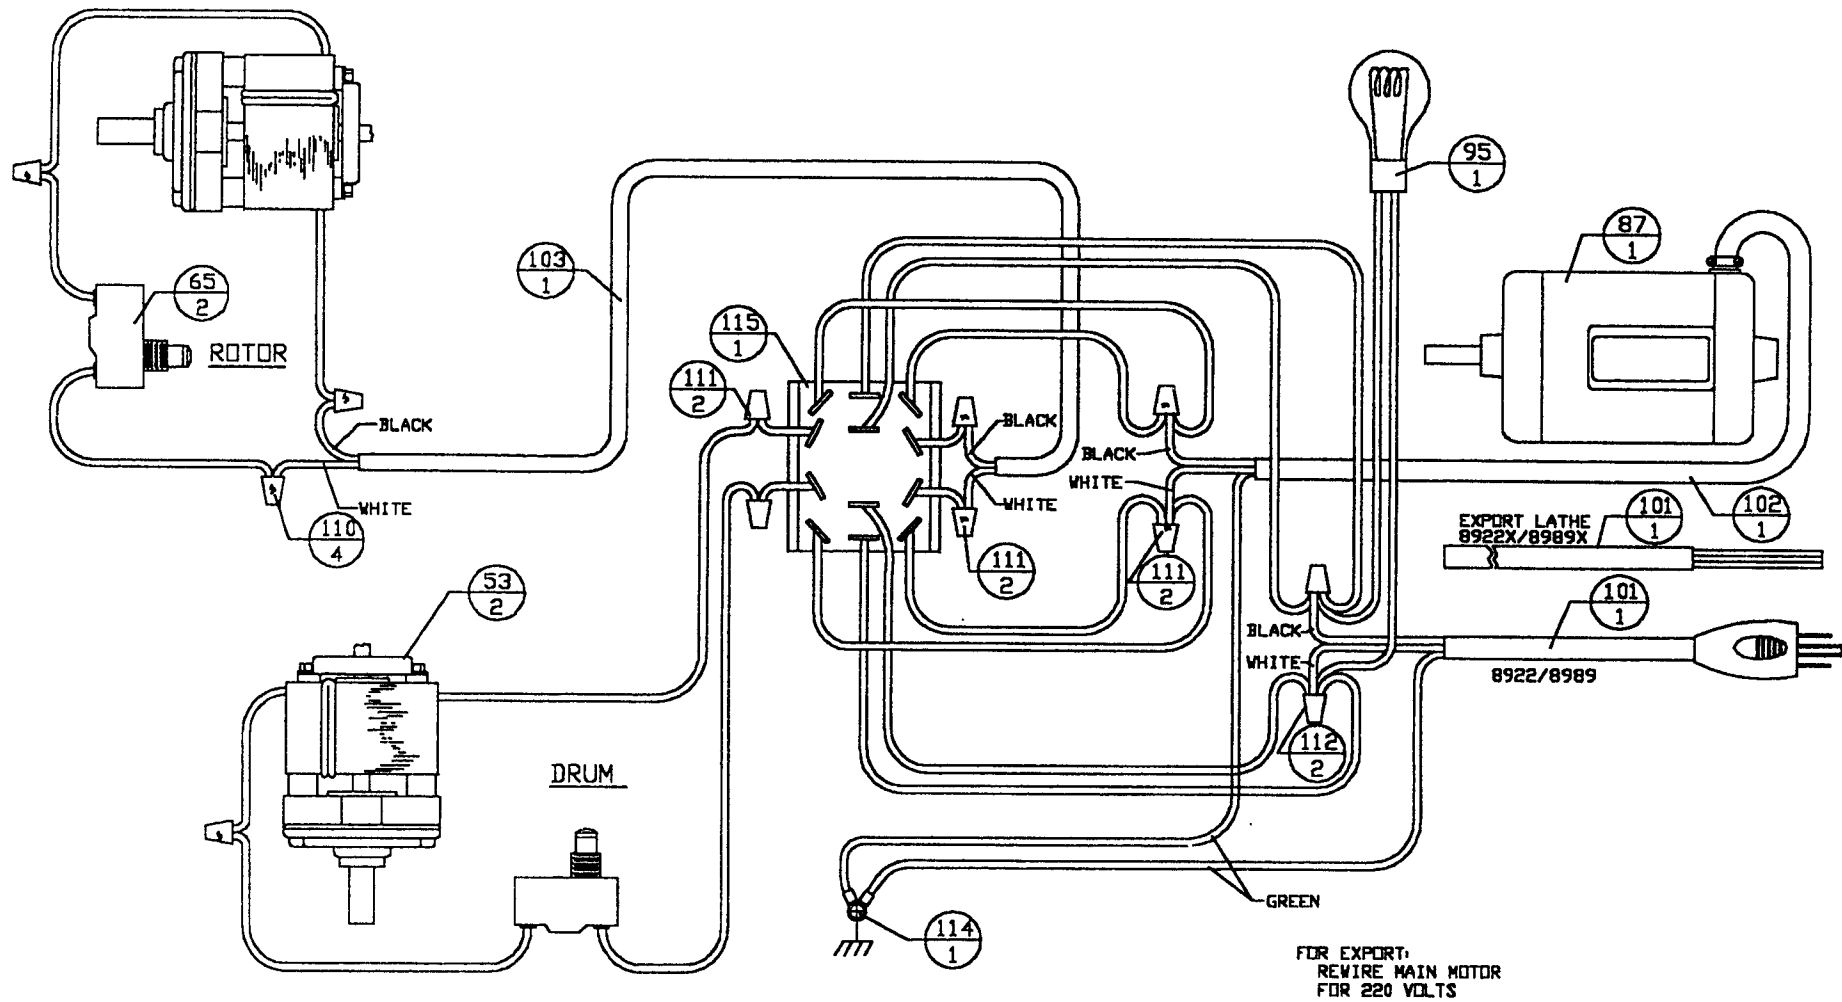 95
1
87
1
103
1
65
2
ROTOR
115
1
111
2
BLACK
BLACK
BLACK
WHITE
WHITE
WHITE
110
4
102
1
EXPORT LATHE
8922X/8989X
101
1
111
2
111
2
53
2
101
1
BLACK
WHITE
8922/8989
112
2
DRUM
GREEN
114
1
FOR EXPORT:
REWIRE MAIN MOTOR
FOR 220 VOLTS